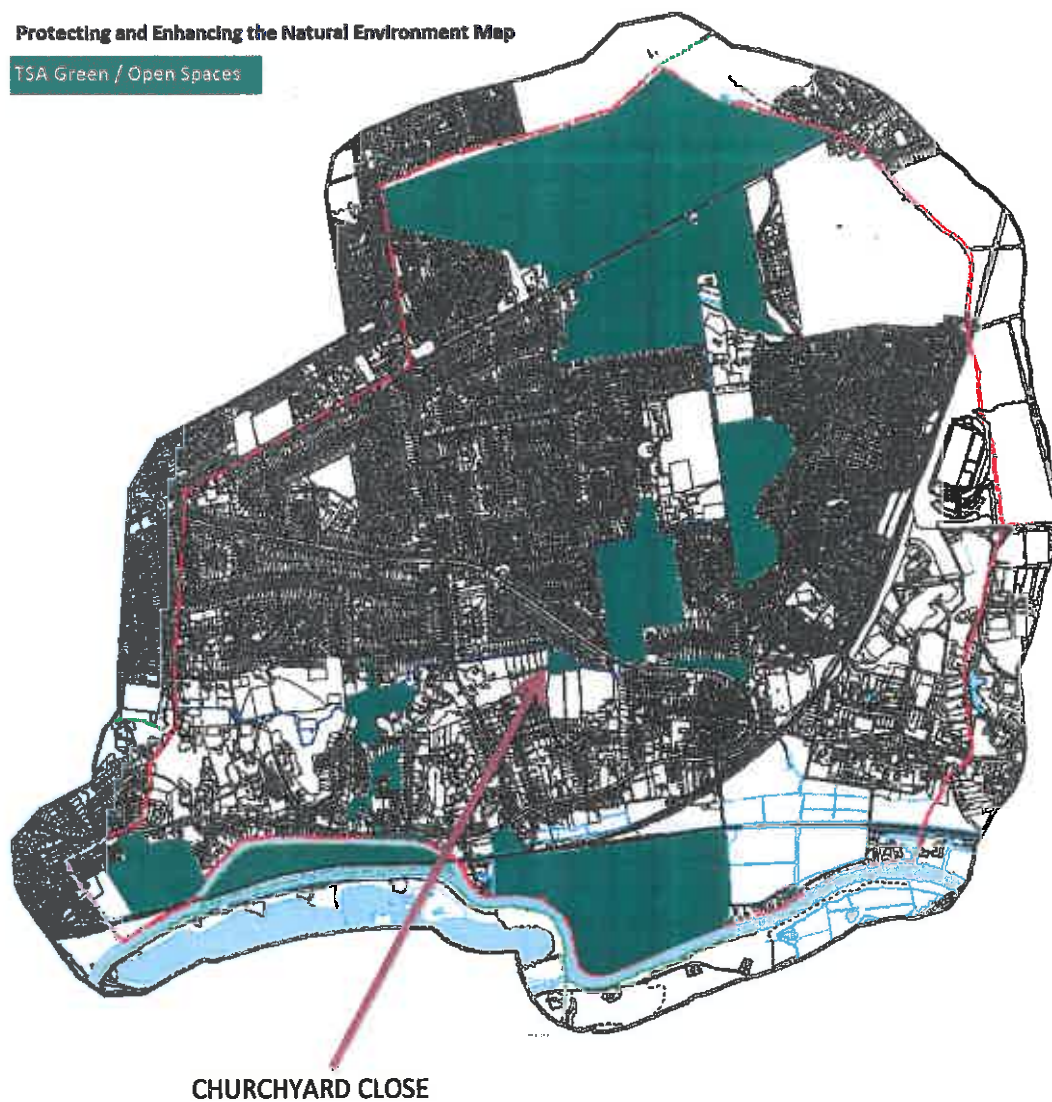 Protecting and Enhancing the Natural Environment Map
TSA Green / Open Spaces
CHURCHYARD CLOSE